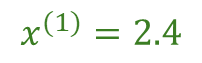 x⁽¹⁾ = 2.4